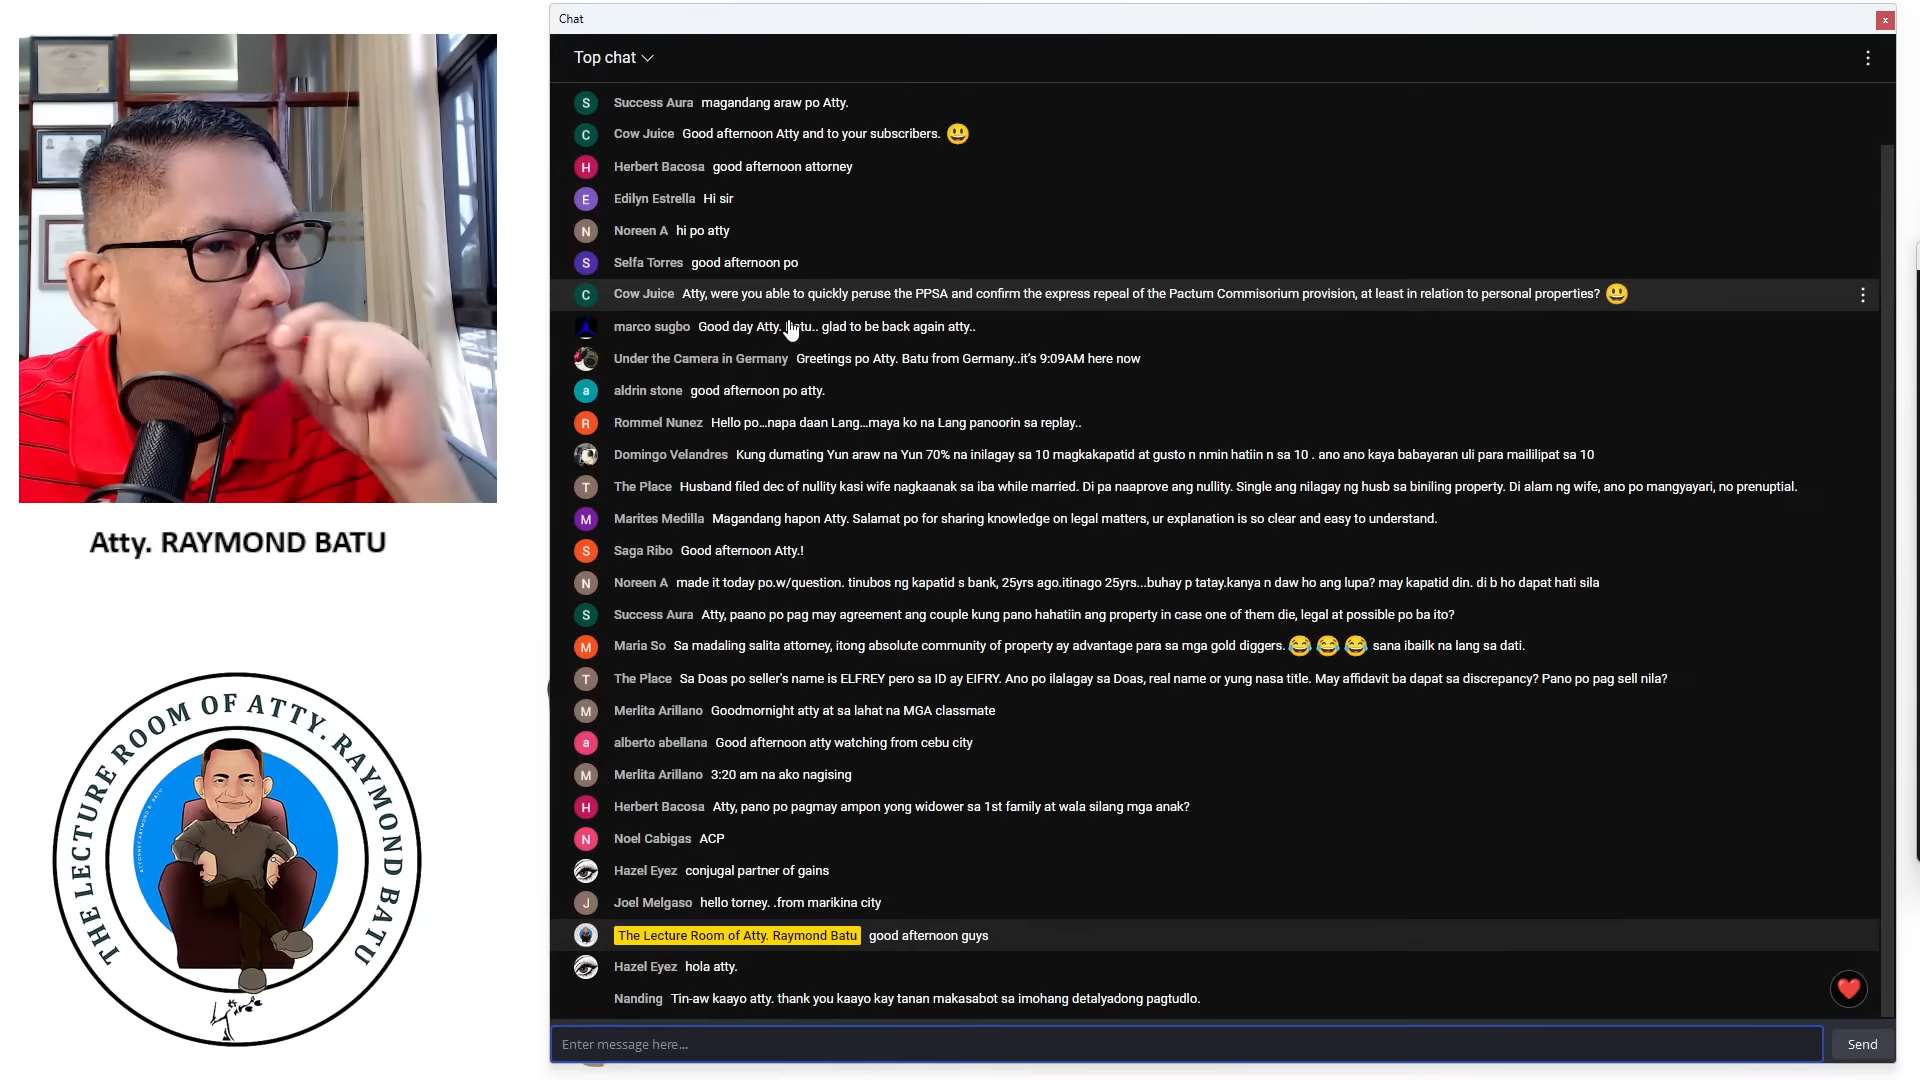 Chat
x
Top chat
S Success Aura magandang araw po Atty.
C Cow Juice Good afternoon Atty and to your subscribers. 😃
H Herbert Bacosa good afternoon attorney
E Edilyn Estrella Hi sir
N Noreen A hi po atty
S Selfa Torres good afternoon po
C Cow Juice Atty, were you able to quickly peruse the PPSA and confirm the express repeal of the Pactum Commisorium provision, at least in relation to personal properties? 😃
marco sugbo Good day Atty. glad to be back again atty..
Under the Camera in Germany Greetings po Atty. Batu from Germany..it's 9:09AM here now
a aldrin stone good afternoon po atty.
R Rommel Nunez Hello po...napa daan Lang...maya ko na Lang panoorin sa replay..
Domingo Velandres Kung dumating Yun araw na Yun 70% na inilagay sa 10 magkakapatid at gusto n nmin hatiin n sa 10 . ano ano kaya babayaran uli para maililipat sa 10
T The Place Husband filed dec of nullity kasi wife nagkaanak sa iba while married. Di pa naaprove ang nullity. Single ang nilagay ng husb sa biniling property. Di alam ng wife, ano po mangyayari, no prenuptial.
M Marites Medilla Magandang hapon Atty. Salamat po for sharing knowledge on legal matters, ur explanation is so clear and easy to understand.
S Saga Ribo Good afternoon Atty.!
N Noreen A made it today po.w/question. tinubos ng kapatid s bank, 25yrs ago.itinago 25yrs...buhay p tatay.kanya n daw ho ang lupa? may kapatid din. di b ho dapat hati sila
S Success Aura Atty, paano po pag may agreement ang couple kung pano hahatiin ang property in case one of them die, legal at possible po ba ito?
M Maria So Sa madaling salita attorney, itong absolute community of property ay advantage para sa mga gold diggers. 😂 😂 😂 sana ibailk na lang sa dati.
T The Place Sa Doas po seller's name is ELFREY pero sa ID ay EIFRY. Ano po ilalagay sa Doas, real name or yung nasa title. May affidavit ba dapat sa discrepancy? Pano po pag sell nila?
M Merlita Arillano Goodmornight atty at sa lahat na MGA classmate
a alberto abellana Good afternoon atty watching from cebu city
M Merlita Arillano 3:20 am na ako nagising
H Herbert Bacosa Atty, pano po pagmay ampon yong widower sa 1st family at wala silang mga anak?
N Noel Cabigas ACP
Hazel Eyez conjugal partner of gains
J Joel Melgaso hello torney. .from marikina city
The Lecture Room of Atty. Raymond Batu good afternoon guys
Hazel Eyez hola atty.
Nanding Tin-aw kaayo atty. thank you kaayo kay tanan makasabot sa imohang detalyadong pagtudlo.
Enter message here...
Send
Atty. RAYMOND BATU
THE LECTURE ROOM OF ATTY. RAYMOND BATU